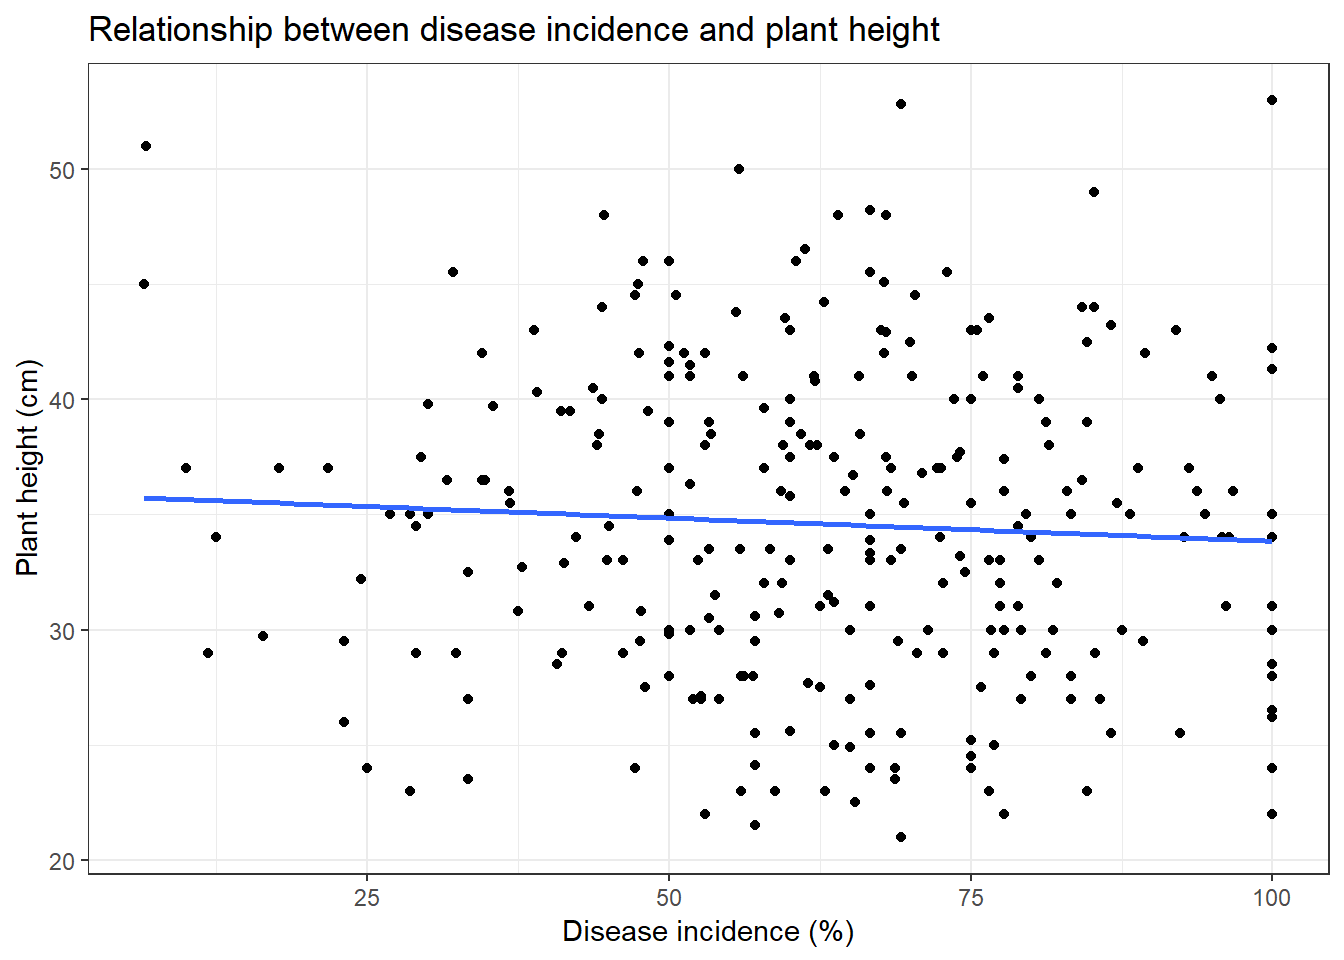 Relationship between disease incidence and plant height
50
40
30
20
Plant height (cm)
25 50 75 100
Disease incidence (%)